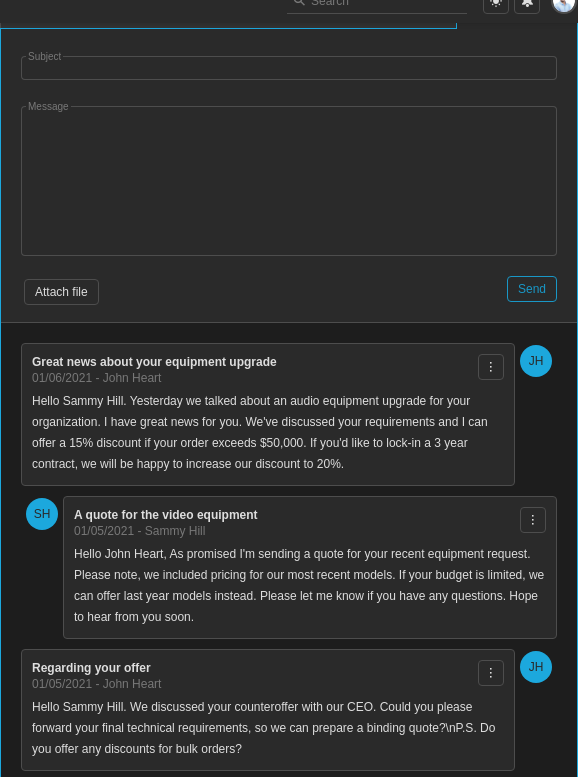 Search
Subject
Message
Attach file
Send
Great news about your equipment upgrade
01/06/2021 - John Heart
JH
Hello Sammy Hill. Yesterday we talked about an audio equipment upgrade for your
organization. I have great news for you. We've discussed your requirements and I can
offer a 15% discount if your order exceeds $50,000. If you'd like to lock-in a 3 year
contract, we will be happy to increase our discount to 20%.
SH
A quote for the video equipment
01/05/2021 - Sammy Hill
Hello John Heart, As promised I'm sending a quote for your recent equipment request.
Please note, we included pricing for our most recent models. If your budget is limited, we
can offer last year models instead. Please let me know if you have any questions. Hope
to hear from you soon.
Regarding your offer
01/05/2021 - John Heart
JH
Hello Sammy Hill. We discussed your counteroffer with our CEO. Could you please
forward your final technical requirements, so we can prepare a binding quote?\nP.S. Do
you offer any discounts for bulk orders?